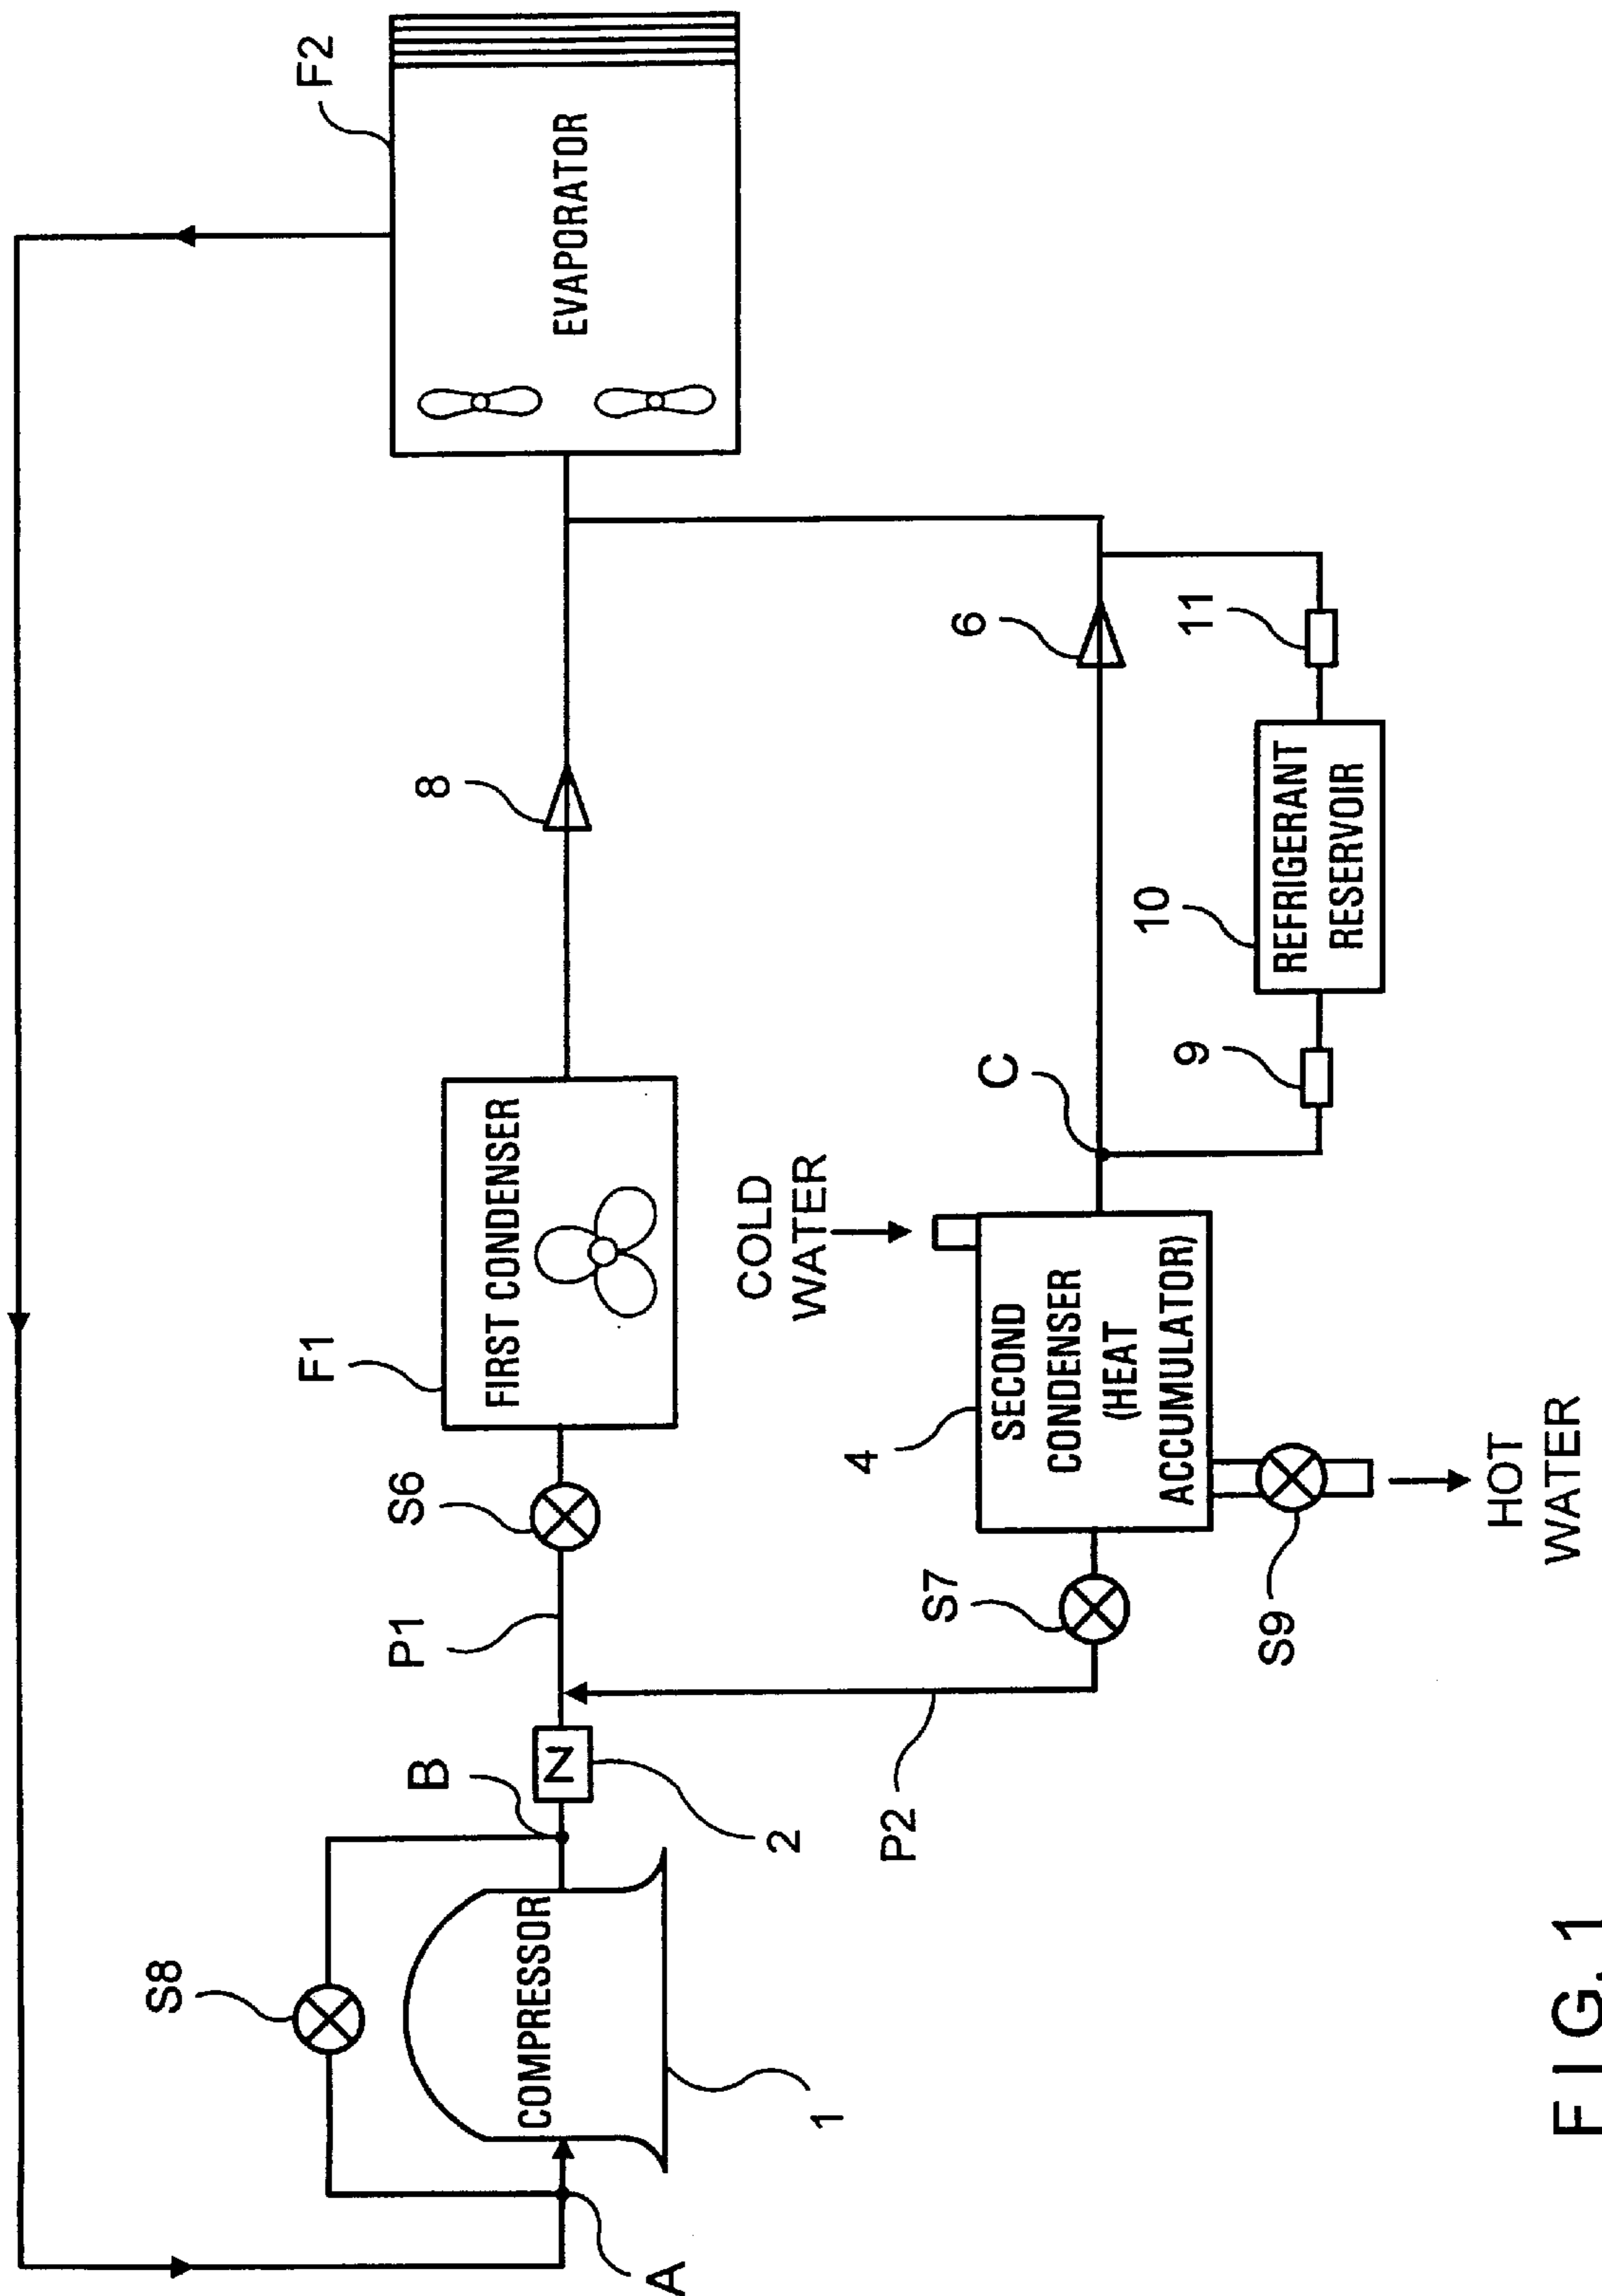 F2
EVAPORATOR
8
6
11
10
REFRIGERANT
RESERVOIR
9
C
F1
FIRST CONDENSER
COLD
WATER
4
SECOND
CONDENSER
(HEAT
ACCUMULATOR)
HOT
WATER
S6
S7
S9
P1
P2
B
Z
2
S8
COMPRESSOR
1
A
FIG. 1